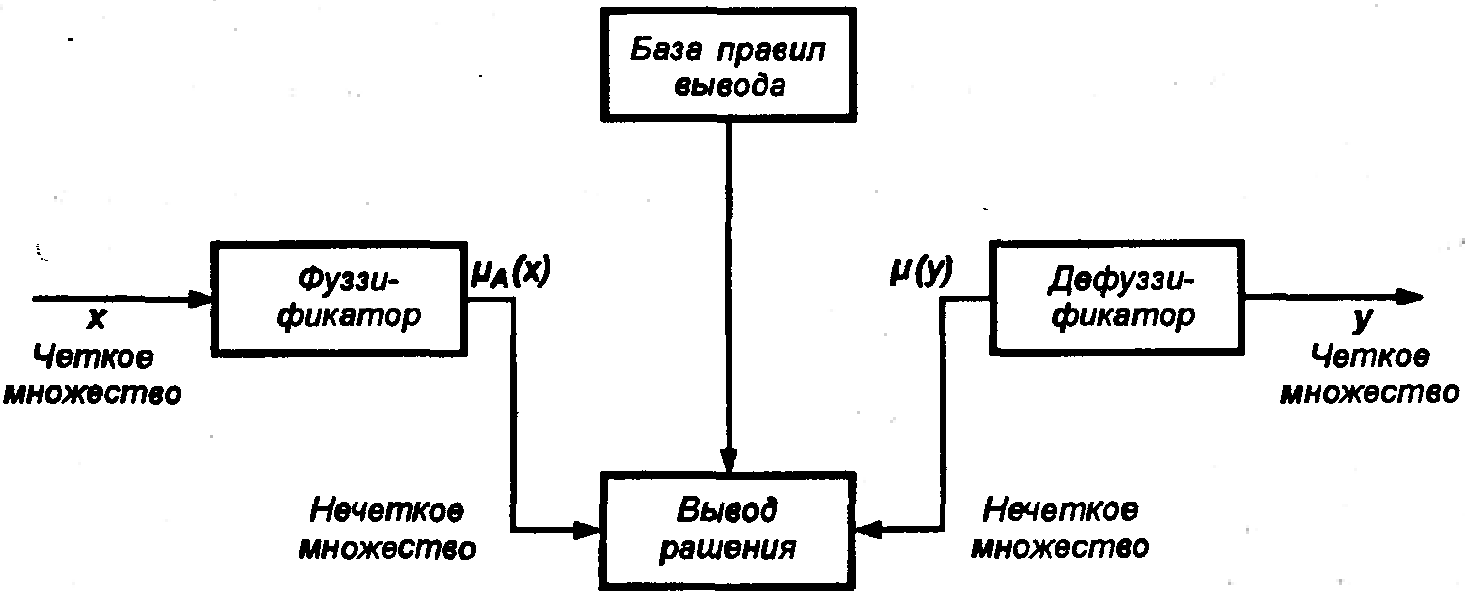 База правил
вывода
Фуззи-
фикатор
μA(x)
μ(y)
Дефуззи-
фикатор
x
Четкое
множество
y
Четкое
множество
Нечеткое
множество
Вывод
рашения
Нечеткое
множество